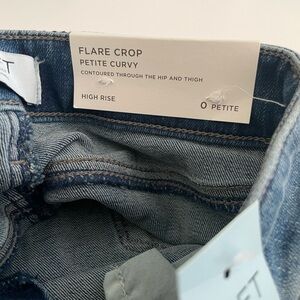 FLARE CROP
PETITE CURVY
CONTOURED THROUGH THE HIP AND THIGH
HIGH RISE
0 PETITE